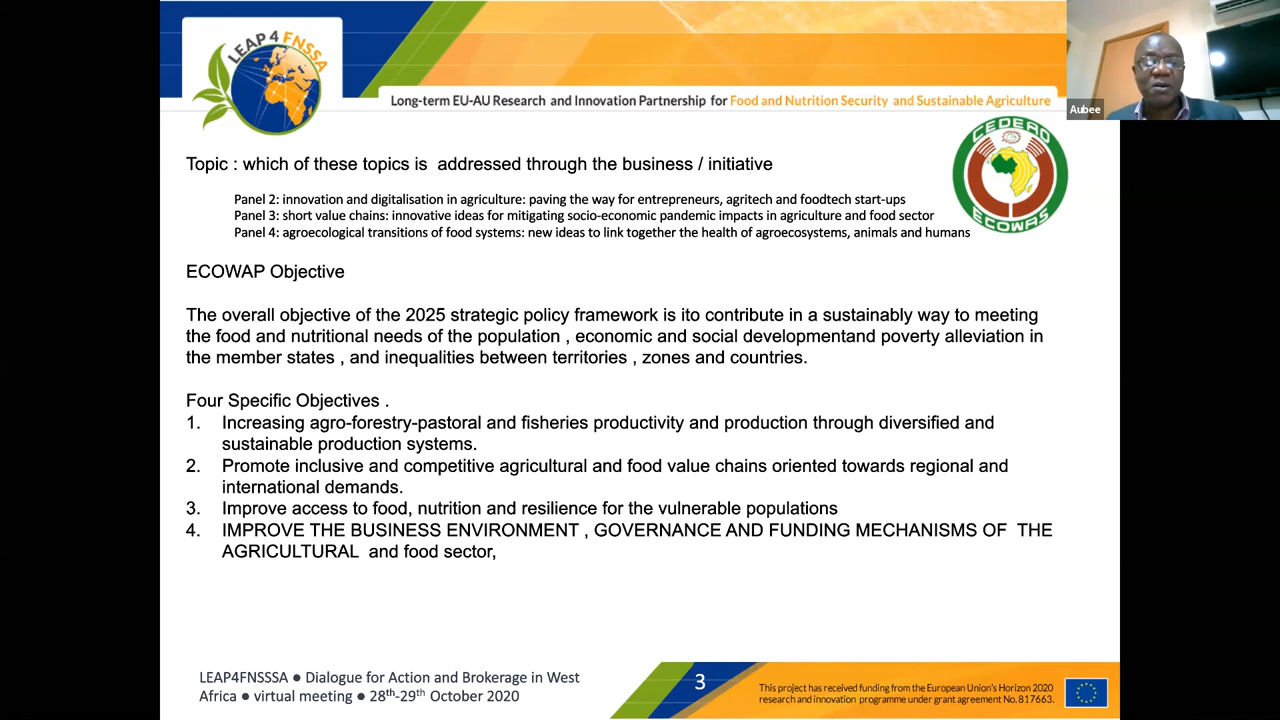 LEAP4FNSSA
Long-term EU-AU Research and Innovation Partnership for Food and Nutrition Security and Sustainable Agriculture
Aubee
CEDEAO
ECOWAS
Topic : which of these topics is addressed through the business / initiative
Panel 2: innovation and digitalisation in agriculture: paving the way for entrepreneurs, agritech and foodtech start-ups
Panel 3: short value chains: innovative ideas for mitigating socio-economic pandemic impacts in agriculture and food sector
Panel 4: agroecological transitions of food systems: new ideas to link together the health of agroecosystems, animals and humans
ECOWAP Objective
The overall objective of the 2025 strategic policy framework is ito contribute in a sustainably way to meeting
the food and nutritional needs of the population , economic and social developmentand poverty alleviation in
the member states , and inequalities between territories , zones and countries.
Four Specific Objectives .
1. Increasing agro-forestry-pastoral and fisheries productivity and production through diversified and
sustainable production systems.
2. Promote inclusive and competitive agricultural and food value chains oriented towards regional and
international demands.
3. Improve access to food, nutrition and resilience for the vulnerable populations
4. IMPROVE THE BUSINESS ENVIRONMENT , GOVERNANCE AND FUNDING MECHANISMS OF THE
AGRICULTURAL and food sector,
LEAP4FNSSSA ● Dialogue for Action and Brokerage in West
Africa ● virtual meeting ● 28th-29th October 2020
3
This project has received funding from the European Union's Horizon 2020
research and innovation programme under grant agreement No. 817663.